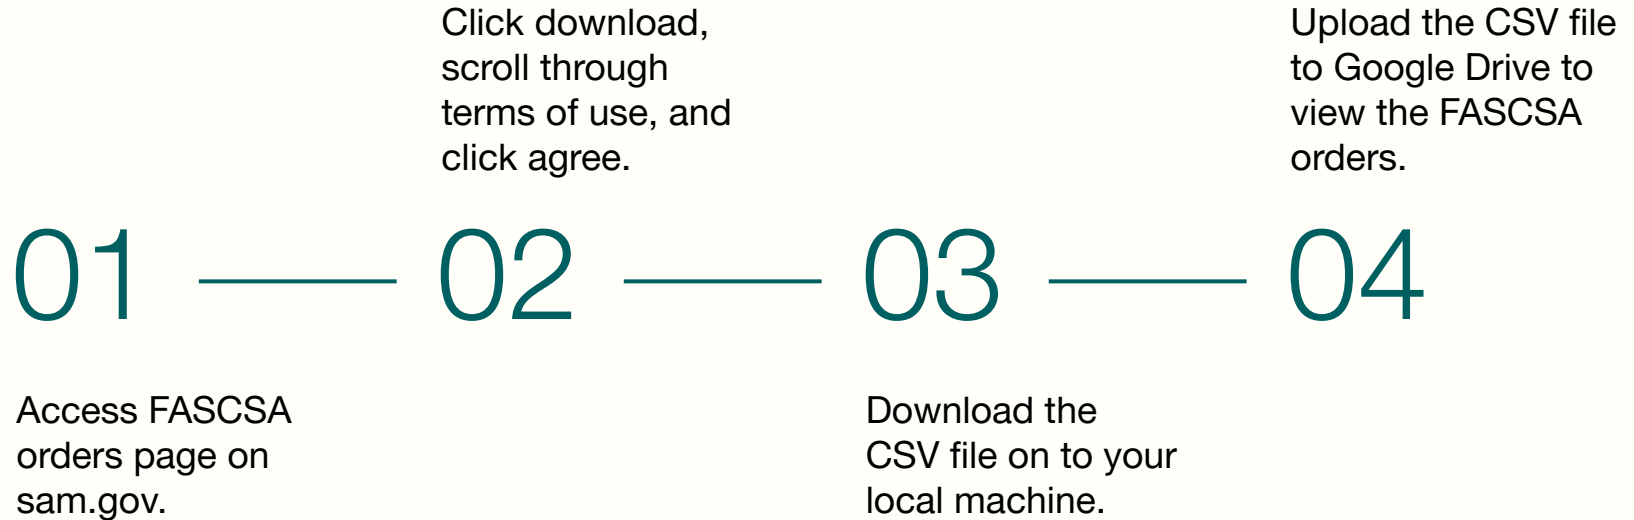 01
Access FASCSA
orders page on
sam.gov.
02
Click download,
scroll through
terms of use, and
click agree.
03
Download the
CSV file on to your
local machine.
04
Upload the CSV file
to Google Drive to
view the FASCSA
orders.